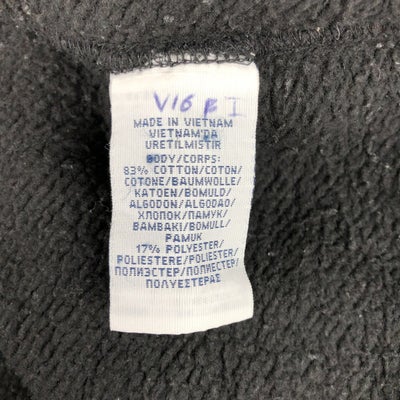 V16 F I
MADE IN VIETNAM
VIETNAM'DA
URETILMISTIR
BODY/CORPS:
83% COTTON/COTON/
COTONE/BAUMWOLLE/
KATOEN/BOMULD/
ALGODON/ALGODAO/
ХЛОПОК/ПАМУК/
BAMBAKI/BOMULL/
PAMUK
17% POLYESTER/
POLIESTERE/POLIESTER/
ПОЛИЭСТЕР/ПОЛИЕСТЕР/
ΠΟΛΥΕΣΤΕΡΑΣ